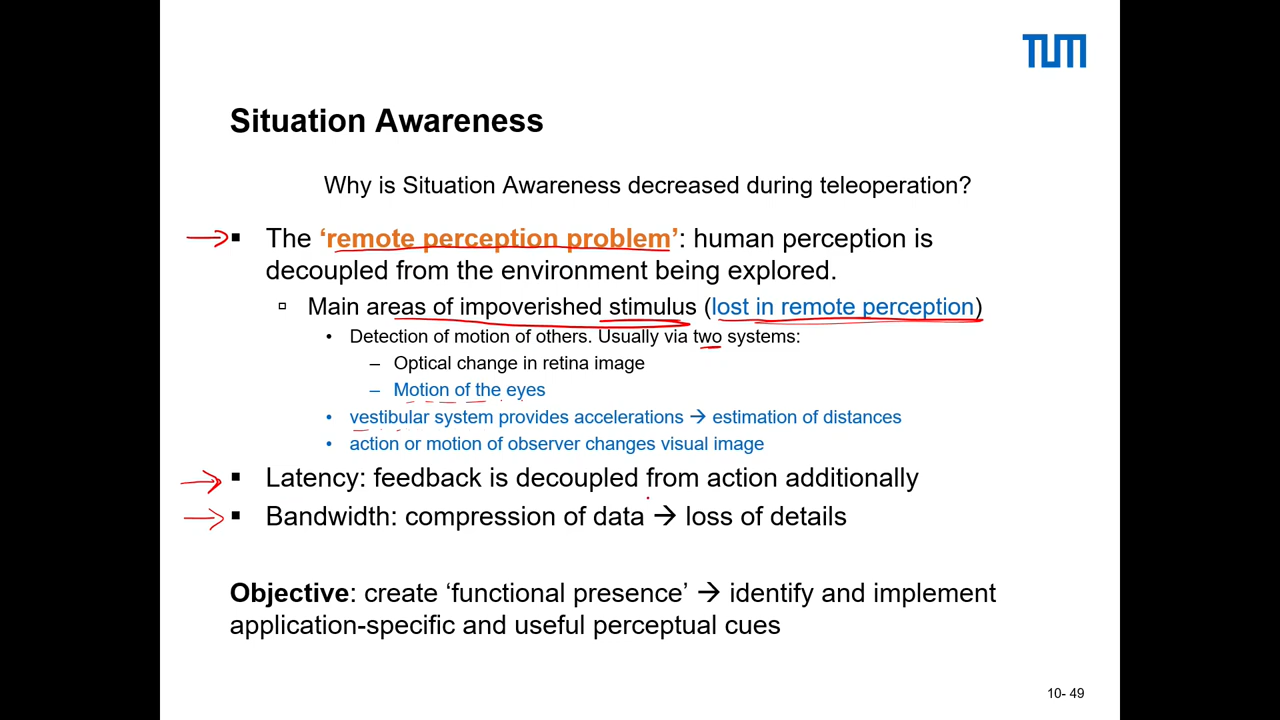 TUM
Situation Awareness
Why is Situation Awareness decreased during teleoperation?
▪ The ‘remote perception problem’: human perception is
decoupled from the environment being explored.
▫ Main areas of impoverished stimulus (lost in remote perception)
• Detection of motion of others. Usually via two systems:
– Optical change in retina image
– Motion of the eyes
• vestibular system provides accelerations → estimation of distances
• action or motion of observer changes visual image
▪ Latency: feedback is decoupled from action additionally
▪ Bandwidth: compression of data → loss of details
Objective: create ‘functional presence’ → identify and implement
application-specific and useful perceptual cues
10- 49